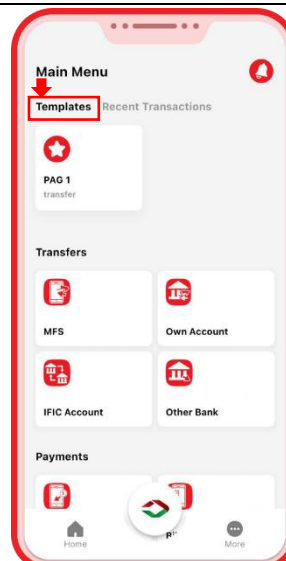 Main Menu
Templates Recent Transactions
PAG 1
transfer
Transfers
MFS
Own Account
IFIC Account
Other Bank
Payments
Home
More